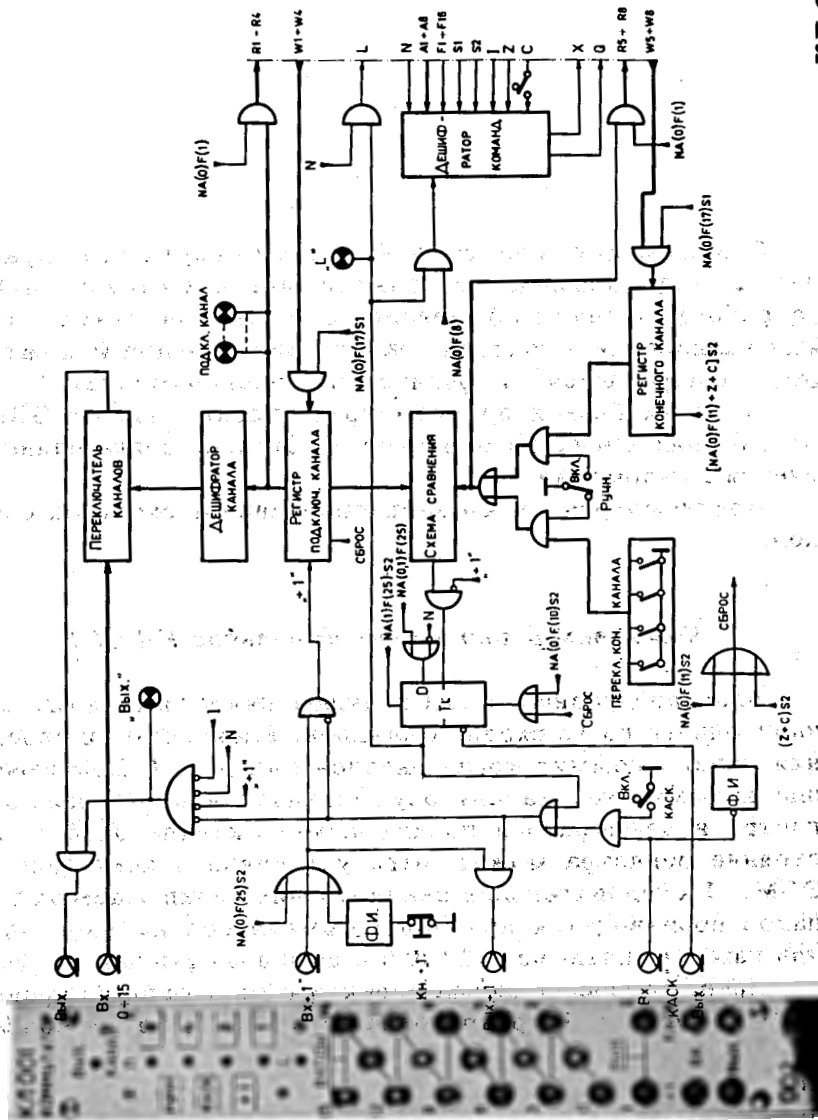 R1 - R4
W1÷W4
L
N
A1÷A8
F1÷F16
S1
S2
I
Z
C
X
Q
R5÷R8
W5÷W8
NA(0)F(1)
N
ДЕШИФ-
РАТОР
КОМАНД
NA(0)F(1)
"L"
NA(0)F(8)
NA(0)F(17)S1
ПОДКЛ. КАНАЛ
NA(0)F(17)S1
РЕГИСТР
КОНЕЧНОГО КАНАЛА
[NA(0)F(11)+Z+C]S2
ПЕРЕКЛЮЧАТЕЛЬ
КАНАЛОВ
ДЕШИФРАТОР
КАНАЛА
РЕГИСТР
ПОДКЛЮЧ. КАНАЛА
СБРОС
СХЕМА СРАВНЕНИЯ
ВКЛ.
РУЧН.
"+1"
NA(1)F(25)·S2
NA(0,1)F(25)
N
"+1"
D
Тс
NA(0)F(10)S2
СБРОС
ПЕРЕКЛ. КОН. КАНАЛА
СБРОС
NA(0)F(11)S2
(Z+C)S2
"Вых."
I
N
"+1"
ВКЛ.
КАСК.
Ф.И.
NA(0)F(25)S2
Ф.И.
Кн."+1"
Вых.
Вх.
0÷15
Вх"+1"
Вых"+1"
Вх.
КАСК.
Вых.